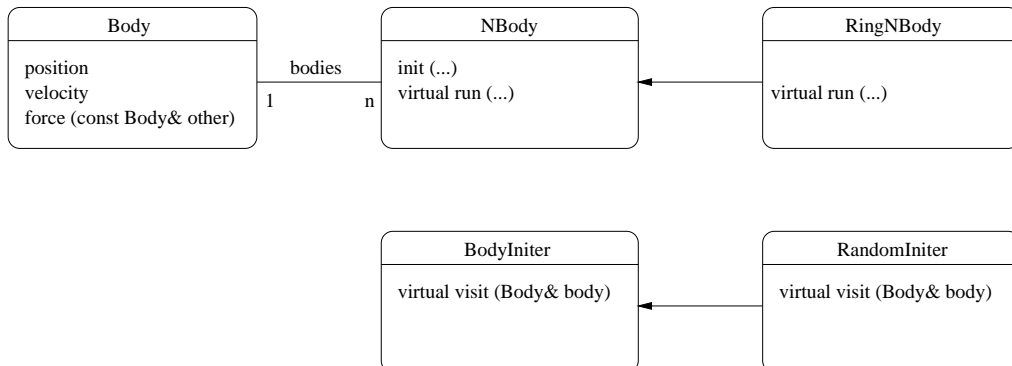 Body
position
velocity
force (const Body& other)
bodies
1
n
NBody
init (...)
virtual run (...)
RingNBody
virtual run (...)
BodyIniter
virtual visit (Body& body)
RandomIniter
virtual visit (Body& body)